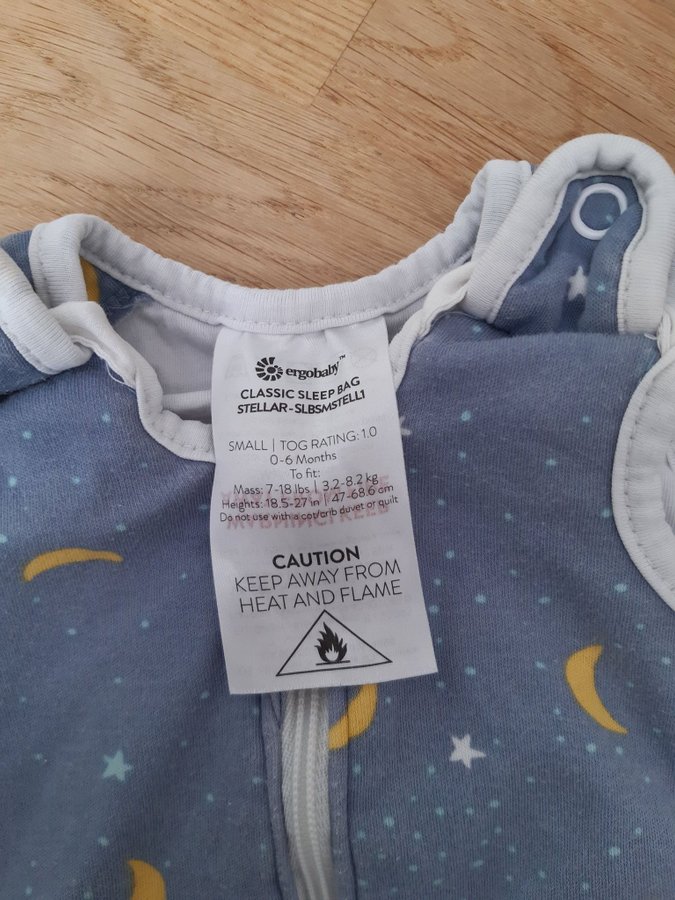 ergobaby™
CLASSIC SLEEP BAG
STELLAR-SLBSMSTELL1
SMALL | TOG RATING: 1.0
0-6 Months
To fit:
Mass: 7-18 lbs | 3.2-8.2 kg
Heights: 18.5-27 in | 47-68.6 cm
Do not use with a cot/crib duvet or quilt
CAUTION
KEEP AWAY FROM
HEAT AND FLAME